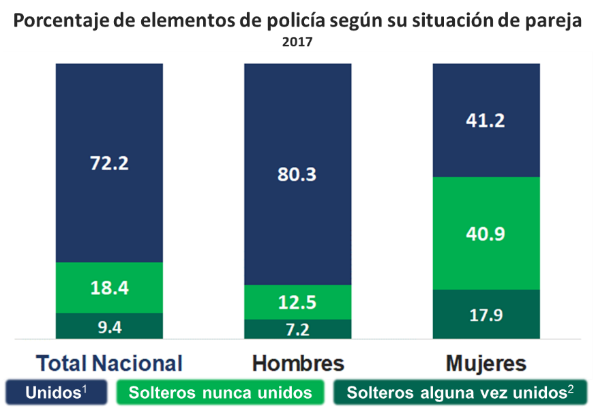 Porcentaje de elementos de policía según su situación de pareja
2017
72.2
80.3
41.2
18.4
12.5
40.9
9.4
7.2
17.9
Total Nacional
Hombres
Mujeres
Unidos¹
Solteros nunca unidos
Solteros alguna vez unidos²